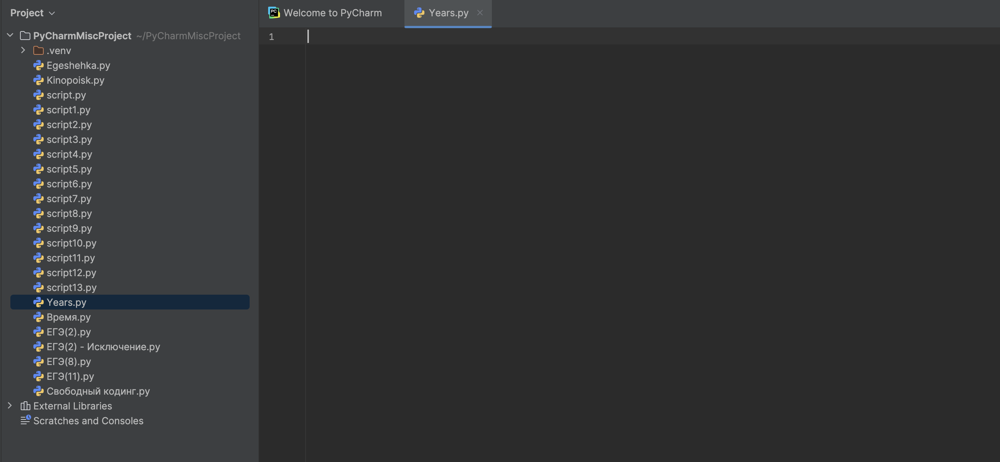 Project
PyCharmMiscProject ~/PyCharmMiscProject
.venv
Egeshehka.py
Kinopoisk.py
script.py
script1.py
script2.py
script3.py
script4.py
script5.py
script6.py
script7.py
script8.py
script9.py
script10.py
script11.py
script12.py
script13.py
Years.py
Время.py
ЕГЭ(2).py
ЕГЭ(2) - Исключение.py
ЕГЭ(8).py
ЕГЭ(11).py
Свободный кодинг.py
External Libraries
Scratches and Consoles
PC Welcome to PyCharm Years.py
1